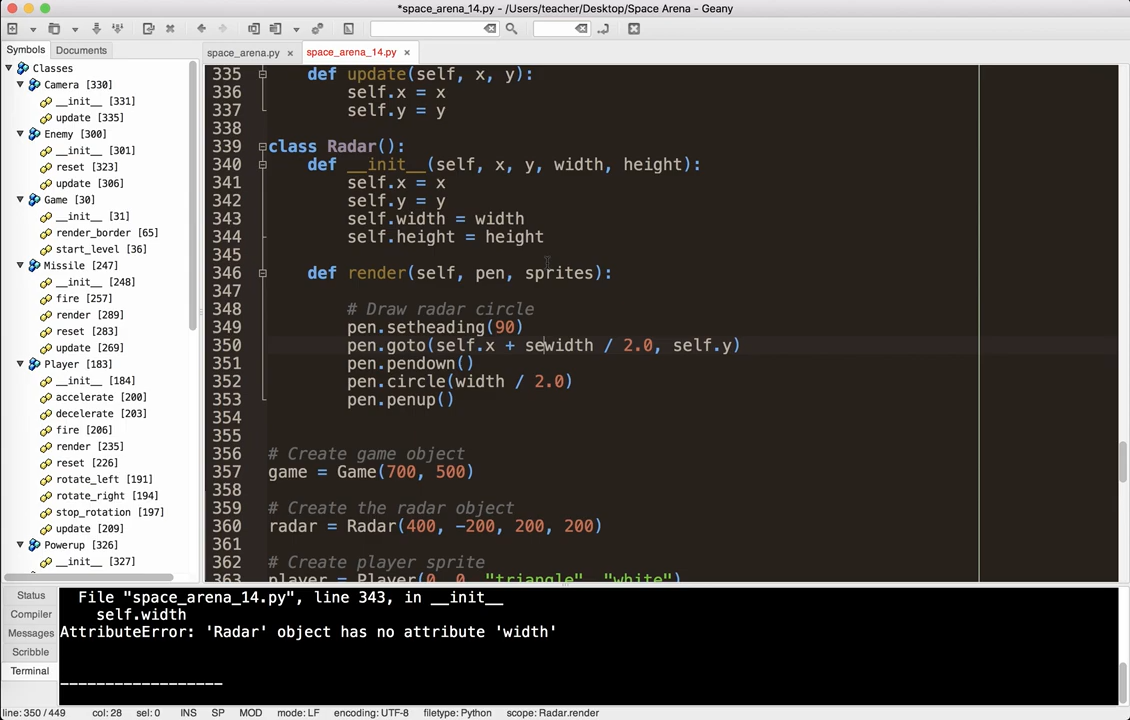 *space_arena_14.py - /Users/teacher/Desktop/Space Arena - Geany
Symbols Documents
Classes
Camera [330]
__init__ [331]
update [335]
Enemy [300]
__init__ [301]
reset [323]
update [306]
Game [30]
__init__ [31]
render_border [65]
start_level [36]
Missile [247]
__init__ [248]
fire [257]
render [289]
reset [283]
update [269]
Player [183]
__init__ [184]
accelerate [200]
decelerate [203]
fire [206]
render [235]
reset [226]
rotate_left [191]
rotate_right [194]
stop_rotation [197]
update [209]
Powerup [326]
__init__ [327]
space_arena.py × space_arena_14.py ×
335 def update(self, x, y):
336 self.x = x
337 self.y = y
338
339 class Radar():
340 def __init__(self, x, y, width, height):
341 self.x = x
342 self.y = y
343 self.width = width
344 self.height = height
345
346 def render(self, pen, sprites):
347
348 # Draw radar circle
349 pen.setheading(90)
350 pen.goto(self.x + sewidth / 2.0, self.y)
351 pen.pendown()
352 pen.circle(width / 2.0)
353 pen.penup()
354
355
356 # Create game object
357 game = Game(700, 500)
358
359 # Create the radar object
360 radar = Radar(400, -200, 200, 200)
361
362 # Create player sprite
363 player = Player(0, 0, "triangle", "white")
Status
Compiler
Messages
Scribble
Terminal
File "space_arena_14.py", line 343, in __init__
self.width
AttributeError: 'Radar' object has no attribute 'width'
------------------
line: 350 / 449 col: 28 sel: 0 INS SP MOD mode: LF encoding: UTF-8 filetype: Python scope: Radar.render